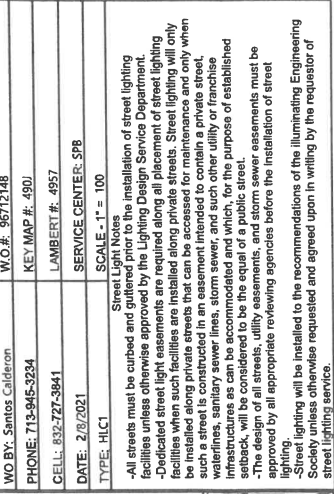 WO BY: Santos Calderon
W.O.#: 96712148
PHONE: 713-945-3234
KEY MAP #: 490J
CELL: 832-727-3841
LAMBERT #: 4957
DATE: 2/8/2021
SERVICE CENTER: SPB
TYPE: HLC1
SCALE - 1" = 100
Street Light Notes
-All streets must be curbed and guttered prior to the installation of street lighting
facilities unless otherwise approved by the Lighting Design Service Department.
-Dedicated street light easements are required along all placement of street lighting
facilities when such facilities are installed along private streets. Street lighting will only
be installed along private streets that can be accessed for maintenance and only when
such a street is constructed in an easement intended to contain a private street,
waterlines, sanitary sewer lines, storm sewer, and such other utility or franchise
infrastructures as can be accommodated and which, for the purpose of established
setback, will be considered to be the equal of a public street.
-The design of all streets, utility easements, and storm sewer easements must be
approved by all appropriate reviewing agencies before the installation of street
lighting.
-Street lighting will be installed to the recommendations of the Illuminating Engineering
Society unless otherwise requested and agreed upon in writing by the requestor of
street lighting service.